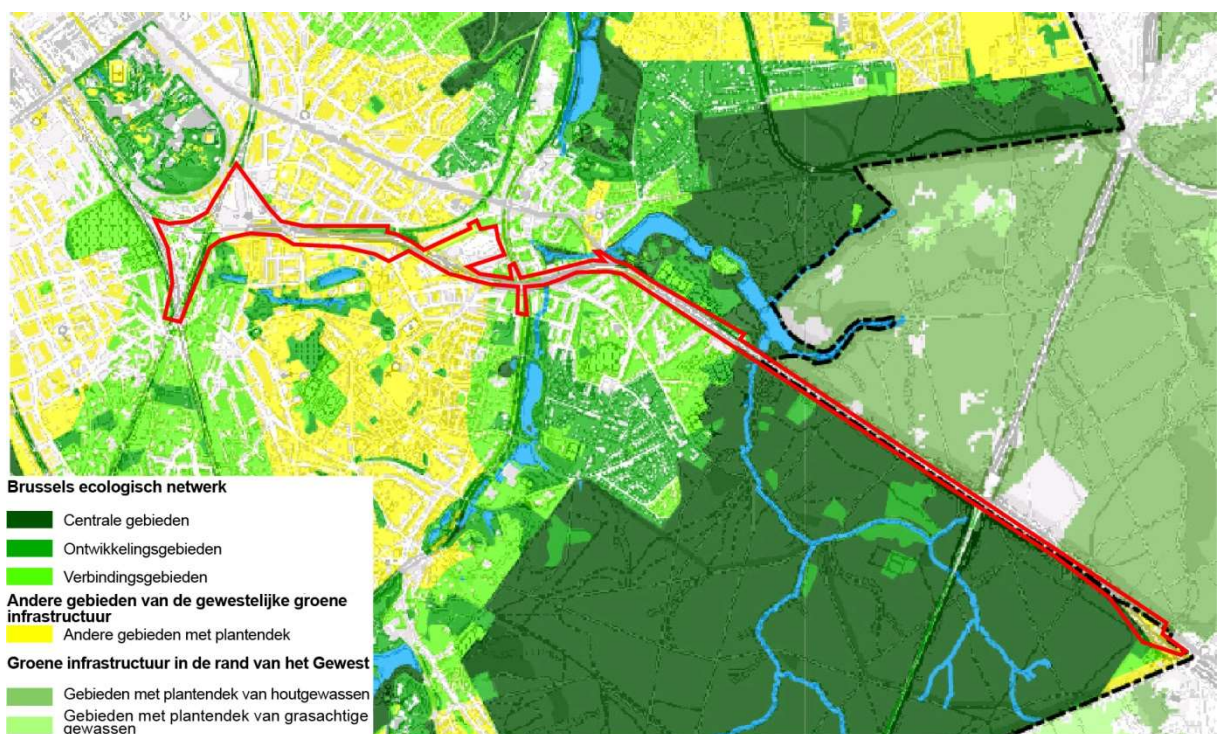 Brussels ecologisch netwerk
Centrale gebieden
Ontwikkelingsgebieden
Verbindingsgebieden
Andere gebieden van de gewestelijke groene
infrastructuur
Andere gebieden met plantendek
Groene infrastructuur in de rand van het Gewest
Gebieden met plantendek van houtgewassen
Gebieden met plantendek van grasachtige
gewassen